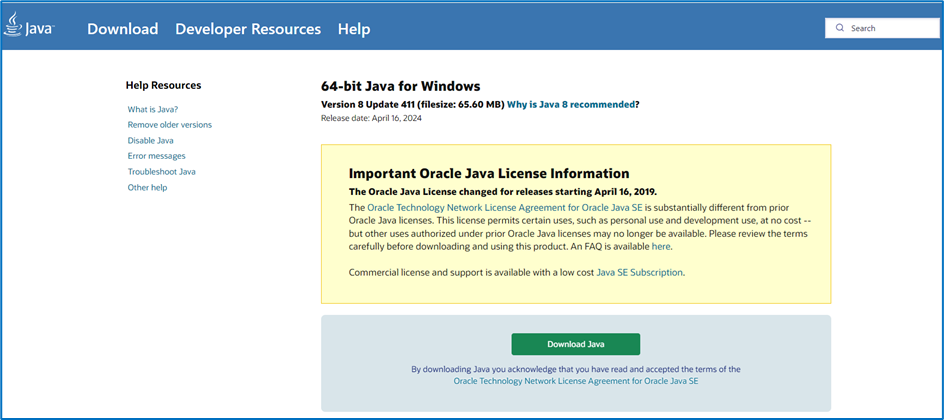 Java
Download Developer Resources Help
Search
Help Resources
What is Java?
Remove older versions
Disable Java
Error messages
Troubleshoot Java
Other help
64-bit Java for Windows
Version 8 Update 411 (filesize: 65.60 MB) Why is Java 8 recommended?
Release date: April 16, 2024
Important Oracle Java License Information
The Oracle Java License changed for releases starting April 16, 2019.
The Oracle Technology Network License Agreement for Oracle Java SE is substantially different from prior
Oracle Java licenses. This license permits certain uses, such as personal use and development use, at no cost --
but other uses authorized under prior Oracle Java licenses may no longer be available. Please review the terms
carefully before downloading and using this product. An FAQ is available here.
Commercial license and support is available with a low cost Java SE Subscription.
Download Java
By downloading Java you acknowledge that you have read and accepted the terms of the
Oracle Technology Network License Agreement for Oracle Java SE